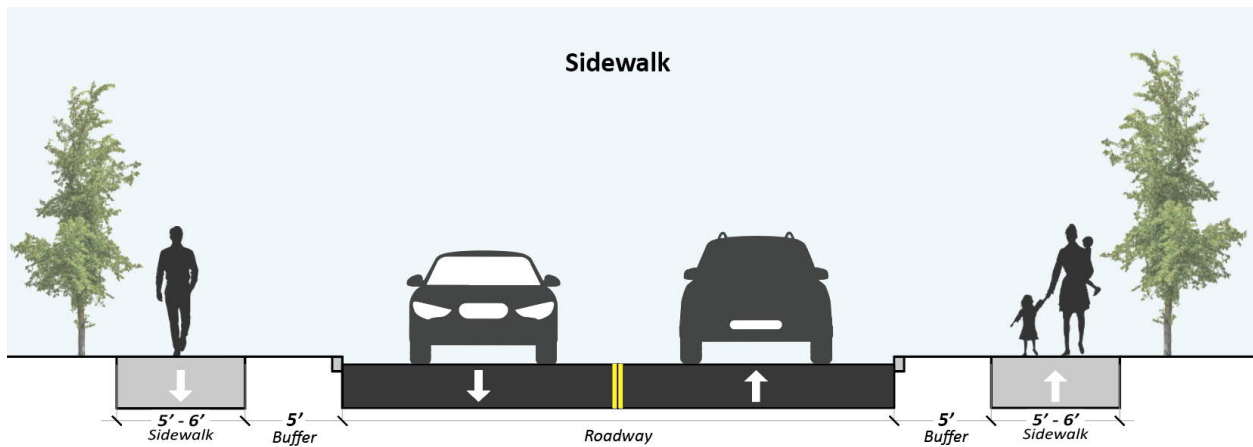 Sidewalk
5’ - 6’ 5’ 5’ 5’ - 6’
Sidewalk Buffer Roadway Buffer Sidewalk